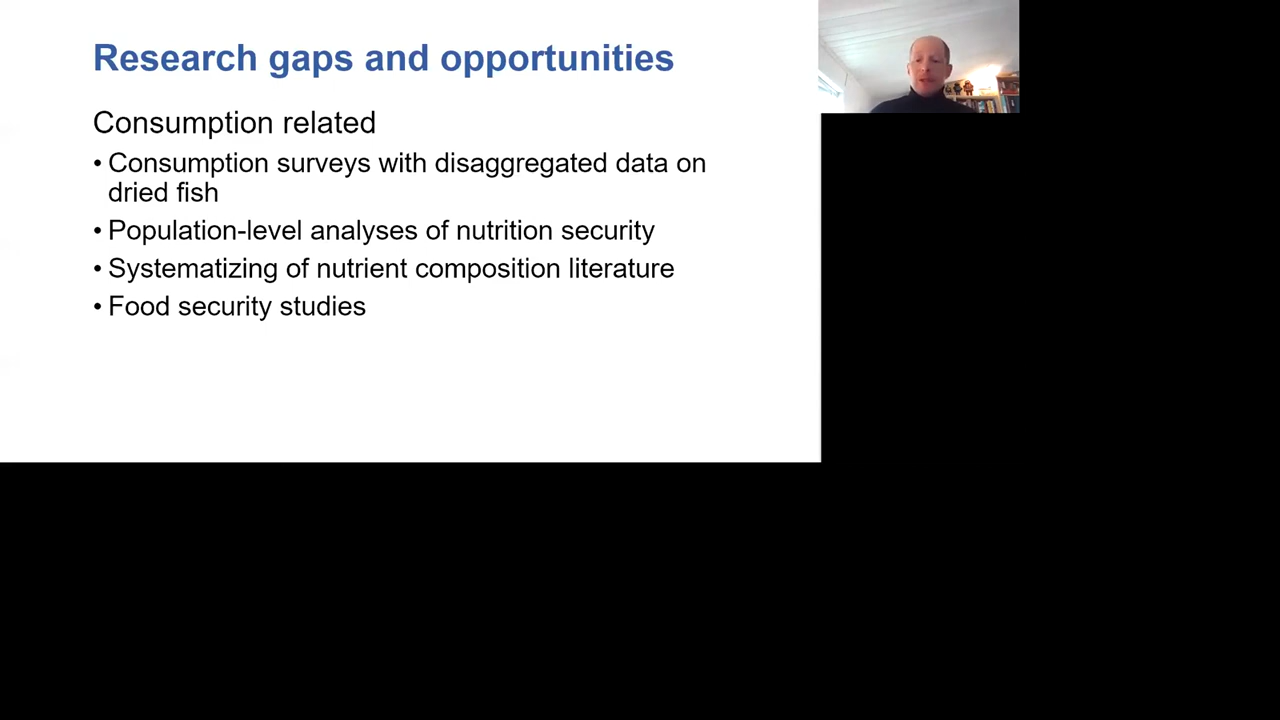 Research gaps and opportunities
Consumption related
• Consumption surveys with disaggregated data on
dried fish
• Population-level analyses of nutrition security
• Systematizing of nutrient composition literature
• Food security studies